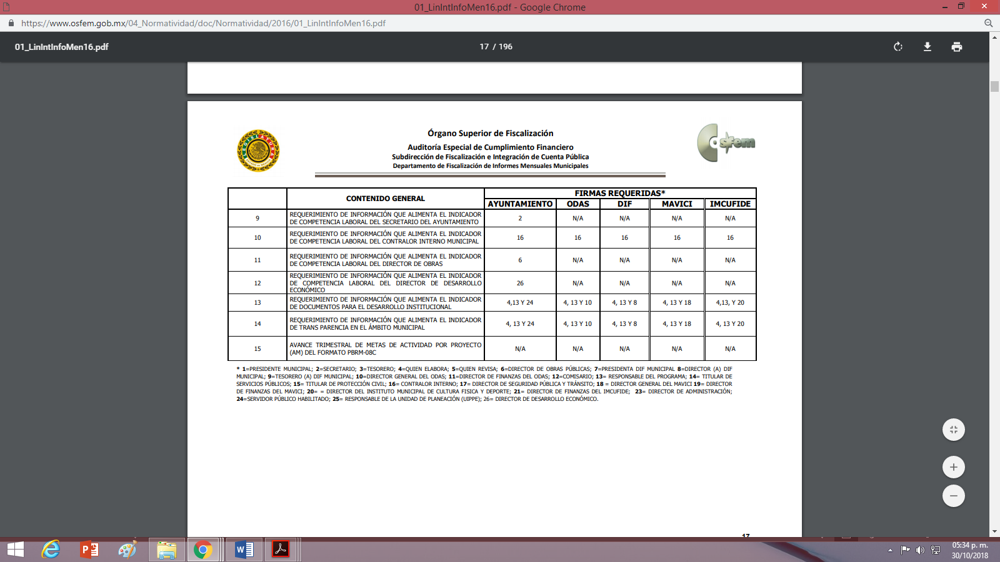 01_LinIntInfoMen16.pdf - Google Chrome
https://www.osfem.gob.mx/04_Normatividad/doc/Normatividad/2016/01_LinIntInfoMen16.pdf
01_LinIntInfoMen16.pdf
17 / 196
Órgano Superior de Fiscalización
Auditoría Especial de Cumplimiento Financiero
Subdirección de Fiscalización e Integración de Cuenta Pública
Departamento de Fiscalización de Informes Mensuales Municipales
LEGISLATURA
osfem
CONTENIDO GENERAL
FIRMAS REQUERIDAS*
AYUNTAMIENTO ODAS DIF MAVICI IMCUFIDE
9
REQUERIMIENTO DE INFORMACIÓN QUE ALIMENTA EL INDICADOR
DE COMPETENCIA LABORAL DEL SECRETARIO DEL AYUNTAMIENTO
2 N/A N/A N/A N/A
10
REQUERIMIENTO DE INFORMACIÓN QUE ALIMENTA EL INDICADOR
DE COMPETENCIA LABORAL DEL CONTRALOR INTERNO MUNICIPAL
16 16 16 16 16
11
REQUERIMIENTO DE INFORMACIÓN QUE ALIMENTA EL INDICADOR
DE COMPETENCIA LABORAL DEL DIRECTOR DE OBRAS
6 N/A N/A N/A N/A
12
REQUERIMIENTO DE INFORMACIÓN QUE ALIMENTA EL INDICADOR
DE COMPETENCIA LABORAL DEL DIRECTOR DE DESARROLLO
ECONÓMICO
26 N/A N/A N/A N/A
13
REQUERIMIENTO DE INFORMACIÓN QUE ALIMENTA EL INDICADOR
DE DOCUMENTOS PARA EL DESARROLLO INSTITUCIONAL
4,13 Y 24 4, 13 Y 10 4, 13 Y 8 4, 13 Y 18 4,13, Y 20
14
REQUERIMIENTO DE INFORMACIÓN QUE ALIMENTA EL INDICADOR
DE TRANS PARENCIA EN EL ÁMBITO MUNICIPAL
4, 13 Y 24 4, 13 Y 10 4, 13 Y 8 4, 13 Y 18 4, 13 Y 20
15
AVANCE TRIMESTRAL DE METAS DE ACTIVIDAD POR PROYECTO
(AM) DEL FORMATO PBRM-08C
N/A N/A N/A N/A N/A
* 1=PRESIDENTE MUNICIPAL; 2=SECRETARIO; 3=TESORERO; 4=QUIEN ELABORA; 5=QUIEN REVISA; 6=DIRECTOR DE OBRAS PÚBLICAS; 7=PRESIDENTA DIF MUNICIPAL 8=DIRECTOR (A) DIF
MUNICIPAL; 9=TESORERO (A) DIF MUNICIPAL; 10=DIRECTOR GENERAL DEL ODAS; 11=DIRECTOR DE FINANZAS DEL ODAS; 12=COMISARIO; 13= RESPONSABLE DEL PROGRAMA; 14= TITULAR DE
SERVICIOS PÚBLICOS; 15= TITULAR DE PROTECCIÓN CIVIL; 16= CONTRALOR INTERNO; 17= DIRECTOR DE SEGURIDAD PÚBLICA Y TRÁNSITO; 18 = DIRECTOR GENERAL DEL MAVICI 19= DIRECTOR
DE FINANZAS DEL MAVICI; 20= = DIRECTOR DEL INSTITUTO MUNICIPAL DE CULTURA FISICA Y DEPORTE; 21= DIRECTOR DE FINANZAS DEL IMCUFIDE; 23= DIRECTOR DE ADMINISTRACIÓN;
24=SERVIDOR PÚBLICO HABILITADO; 25= RESPONSABLE DE LA UNIDAD DE PLANEACIÓN (UIPPE); 26= DIRECTOR DE DESARROLLO ECONÓMICO.
17
05:34 p. m.
30/10/2018